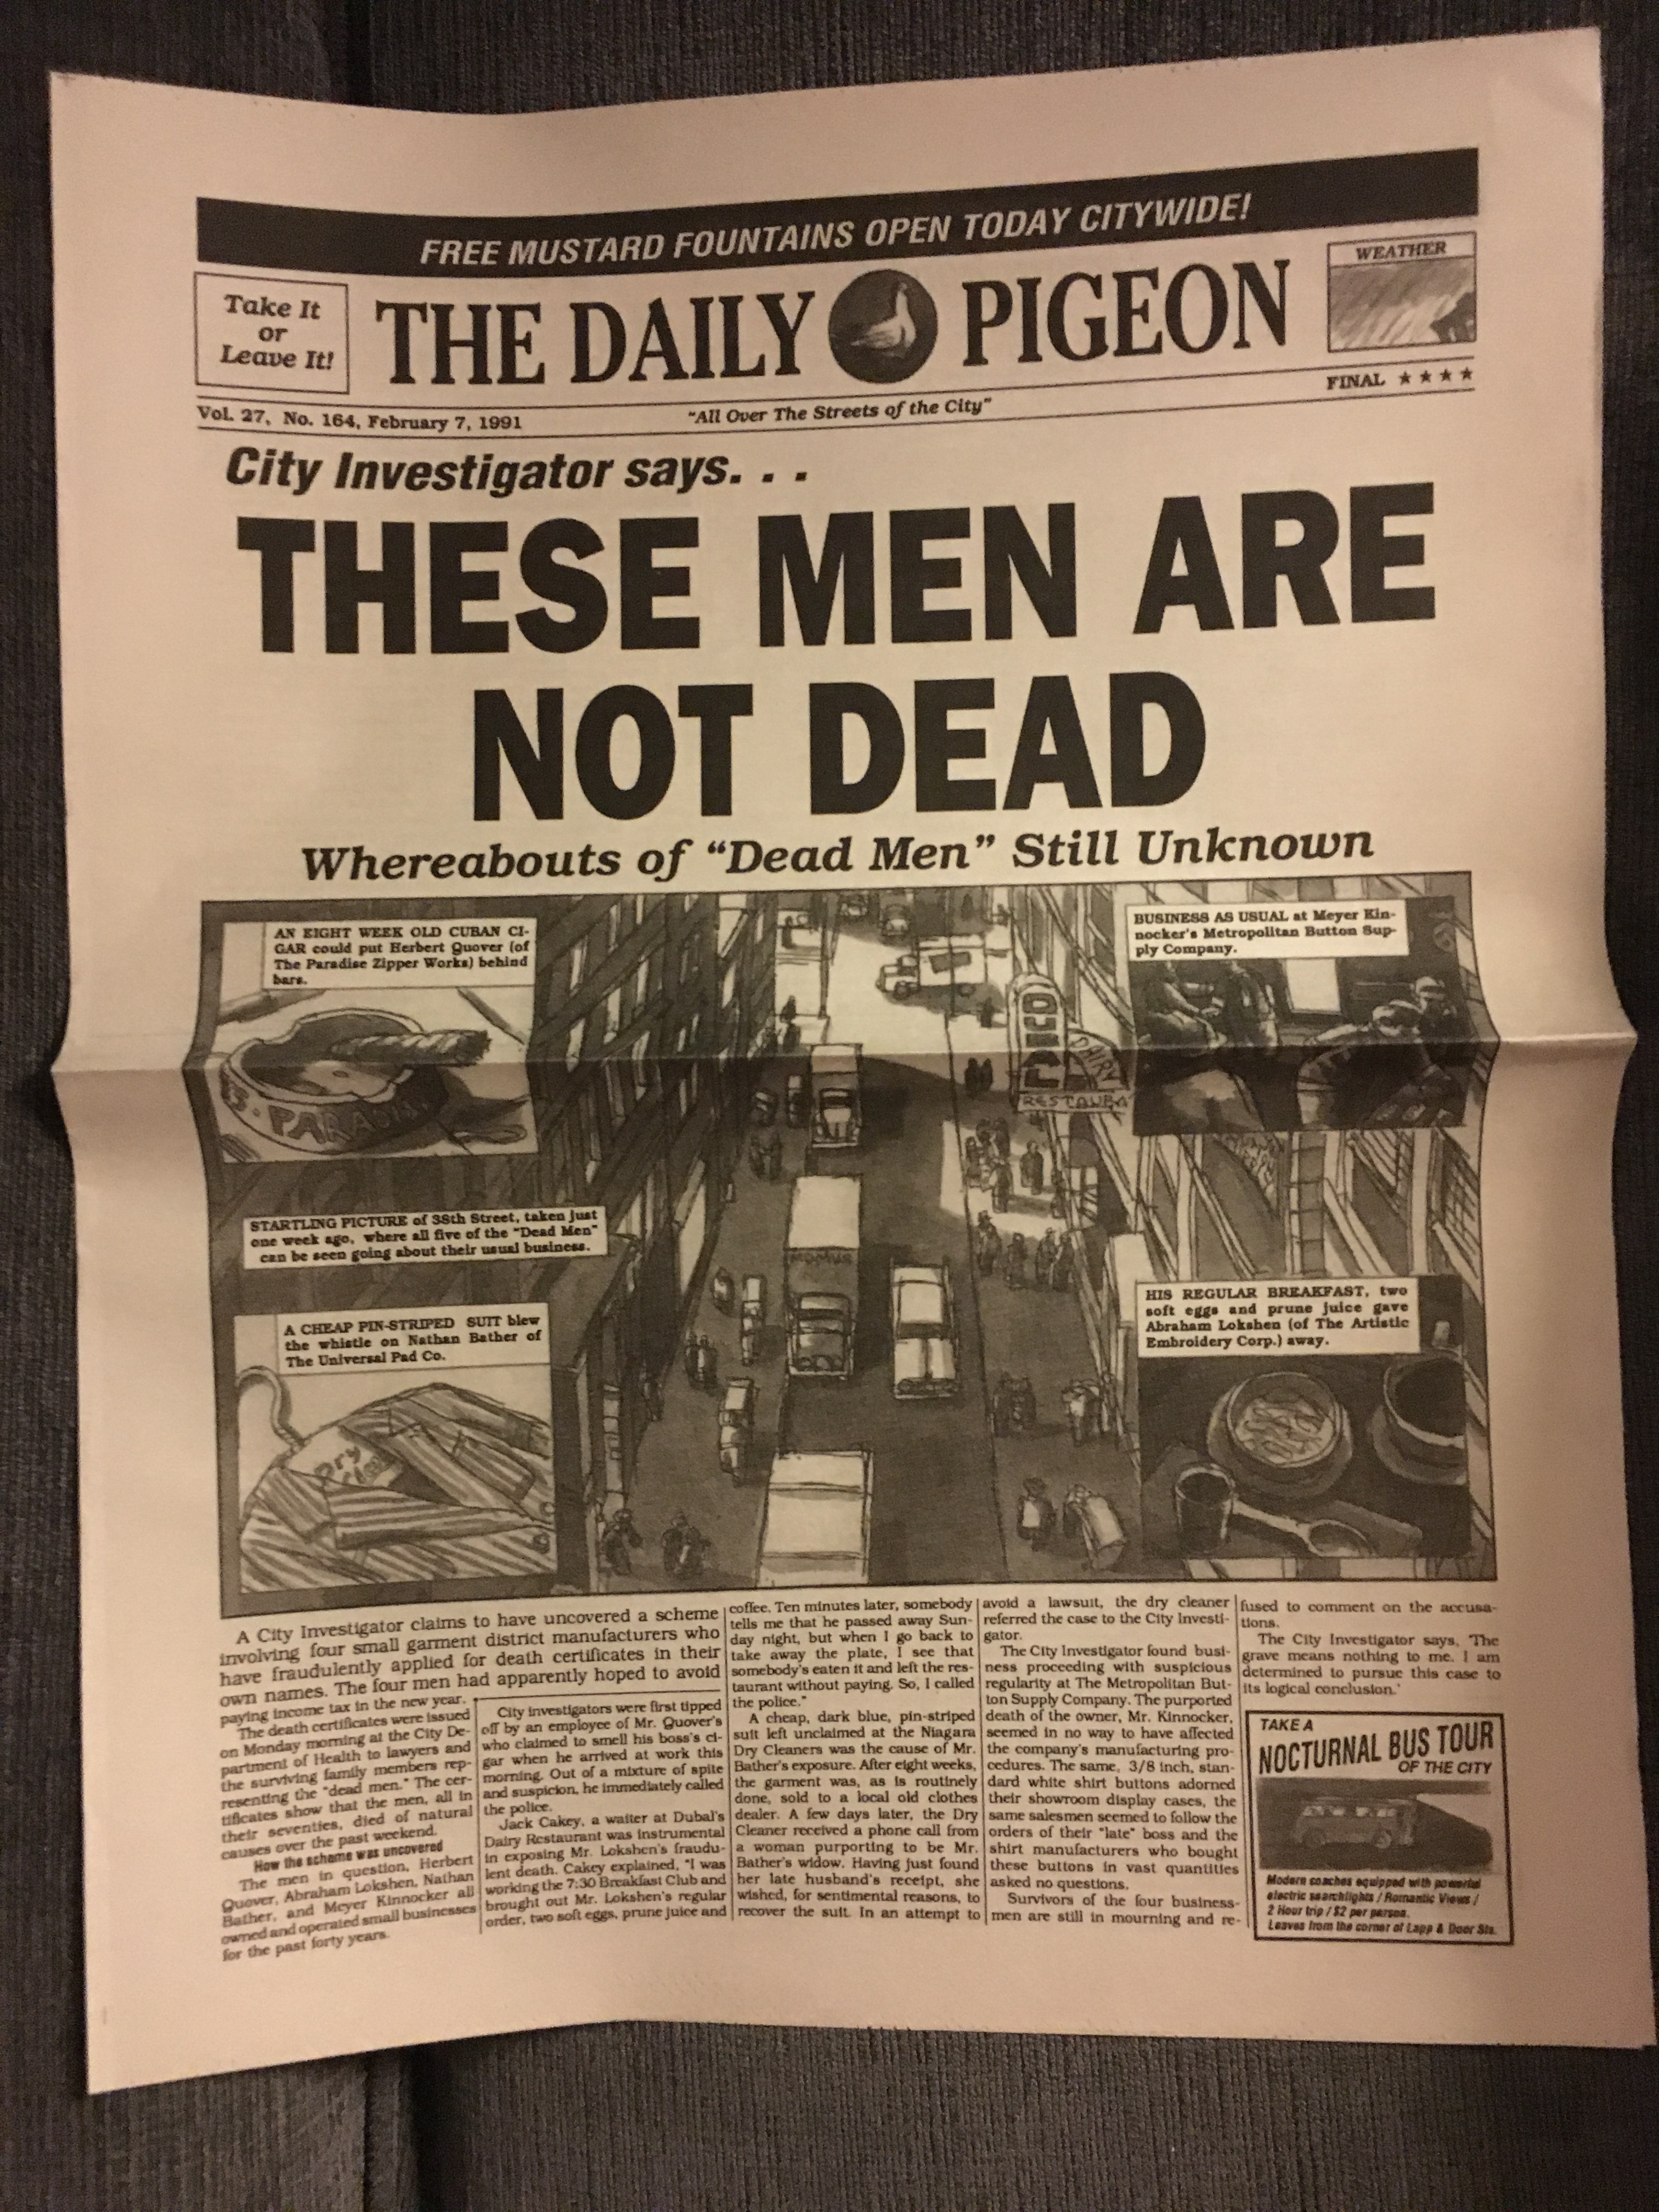 FREE MUSTARD FOUNTAINS OPEN TODAY CITYWIDE!
Take It
or
Leave It!
THE DAILY PIGEON
WEATHER
FINAL ★★★★
Vol. 27, No. 164, February 7, 1991
"All Over The Streets of the City"
City Investigator says. . .
THESE MEN ARE
NOT DEAD
Whereabouts of "Dead Men" Still Unknown
AN EIGHT WEEK OLD CUBAN CI-
GAR could put Herbert Quover (of
The Paradise Zipper Works) behind
bars.
PARADIS
STARTLING PICTURE of 38th Street, taken just
one week ago, where all five of the "Dead Men"
can be seen going about their usual business.
A CHEAP PIN-STRIPED SUIT blew
the whistle on Nathan Bather of
The Universal Pad Co.
Dry
DAIRY
RESTAURA
BUSINESS AS USUAL at Meyer Kin-
nocker's Metropolitan Button Sup-
ply Company.
HIS REGULAR BREAKFAST, two
soft eggs and prune juice gave
Abraham Lokshen (of The Artistic
Embroidery Corp.) away.
A City Investigator claims to have uncovered a scheme
involving four small garment district manufacturers who
have fraudulently applied for death certificates in their
own names. The four men had apparently hoped to avoid
paying income tax in the new year.
The death certificates were issued
on Monday morning at the City De-
partment of Health to lawyers and
the surviving family members rep-
resenting the "dead men." The cer-
tificates show that the men, all in
their seventies, died of natural
causes over the past weekend.
How the scheme was uncovered
The men in question, Herbert
Quover, Abraham Lokshen, Nathan
Bather, and Meyer Kinnocker all
owned and operated small businesses
for the past forty years.
City investigators were first tipped
off by an employee of Mr. Quover's
who claimed to smell his boss's ci-
gar when he arrived at work this
morning. Out of a mixture of spite
and suspicion, he immediately called
the police.
Jack Cakey, a waiter at Dubal's
Dairy Restaurant was instrumental
in exposing Mr. Lokshen's fraudu-
lent death. Cakey explained, "I was
working the 7:30 Breakfast Club and
brought out Mr. Lokshen's regular
order, two soft eggs, prune juice and
coffee. Ten minutes later, somebody
tells me that he passed away Sun-
day night, but when I go back to
take away the plate, I see that
somebody's eaten it and left the res-
taurant without paying. So, I called
the police."
A cheap, dark blue, pin-striped
suit left unclaimed at the Niagara
Dry Cleaners was the cause of Mr.
Bather's exposure. After eight weeks,
the garment was, as is routinely
done, sold to a local old clothes
dealer. A few days later, the Dry
Cleaner received a phone call from
a woman purporting to be Mr.
Bather's widow. Having just found
her late husband's receipt, she
wished, for sentimental reasons, to
recover the suit. In an attempt to
avoid a lawsuit, the dry cleaner
referred the case to the City Investi-
gator.
The City Investigator found busi-
ness proceeding with suspicious
regularity at The Metropolitan But-
ton Supply Company. The purported
death of the owner, Mr. Kinnocker,
seemed in no way to have affected
the company's manufacturing pro-
cedures. The same, 3/8 inch, stan-
dard white shirt buttons adorned
their showroom display cases, the
same salesmen seemed to follow the
orders of their "late" boss and the
shirt manufacturers who bought
these buttons in vast quantities
asked no questions.
Survivors of the four business-
men are still in mourning and re-
fused to comment on the accusa-
tions.
The City Investigator says, 'The
grave means nothing to me. I am
determined to pursue this case to
its logical conclusion.'
TAKE A
NOCTURNAL BUS TOUR
OF THE CITY
Modern coaches equipped with powerful
electric searchlights / Romantic Views /
2 Hour trip / $2 per person.
Leaves from the corner of Lapp & Door Sts.